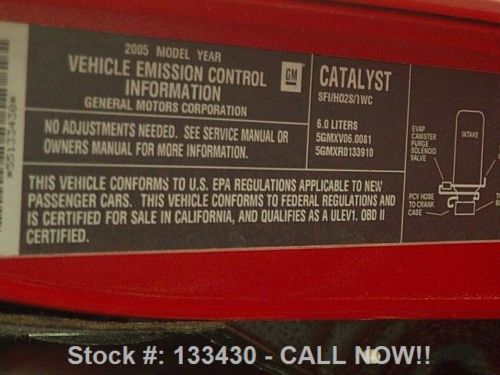 *55133430*
2005 MODEL YEAR
VEHICLE EMISSION CONTROL
INFORMATION
GENERAL MOTORS CORPORATION
GM
CATALYST
SFI/HO2S/TWC
6.0 LITERS
5GMXV06.0081
5GMXR0133910
NO ADJUSTMENTS NEEDED. SEE SERVICE MANUAL OR
OWNERS MANUAL FOR MORE INFORMATION.
THIS VEHICLE CONFORMS TO U.S. EPA REGULATIONS APPLICABLE TO NEW
PASSENGER CARS. THIS VEHICLE CONFORMS TO FEDERAL REGULATIONS AND
IS CERTIFIED FOR SALE IN CALIFORNIA, AND QUALIFIES AS A ULEV1. OBD II
CERTIFIED.
EVAP
CANISTER
PURGE
SOLENOID
VALVE
INTAKE
PCV HOSE
TO CRANK
CASE
Stock #: 133430 - CALL NOW!!